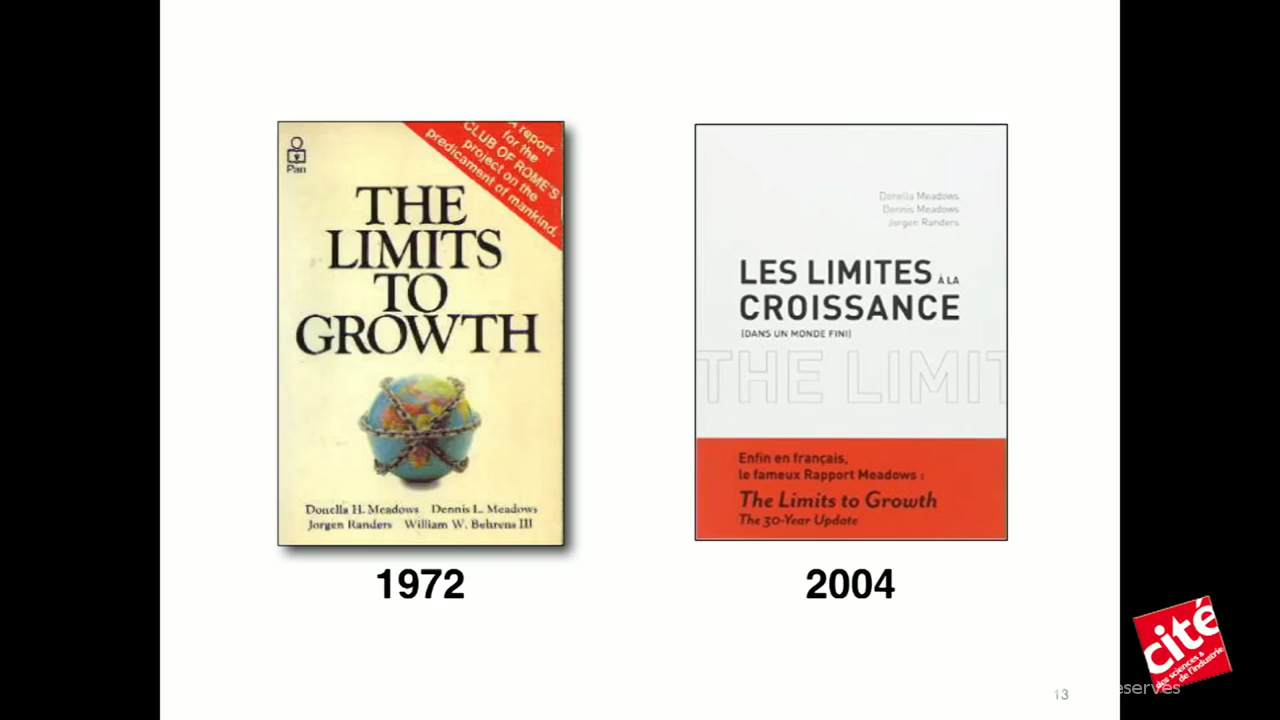 Pan
A report
for the
CLUB OF ROME'S
project on the
predicament of mankind.
THE
LIMITS
TO
GROWTH
Donella H. Meadows Dennis L. Meadows
Jorgen Randers William W. Behrens III
1972
Donella Meadows
Dennis Meadows
Jorgen Randers
LES LIMITES À LA
CROISSANCE
(DANS UN MONDE FINI)
THE LIMIT
Enfin en français,
le fameux Rapport Meadows :
The Limits to Growth
The 30-Year Update
2004
cité
des sciences &
de l'industrie
eserves
13